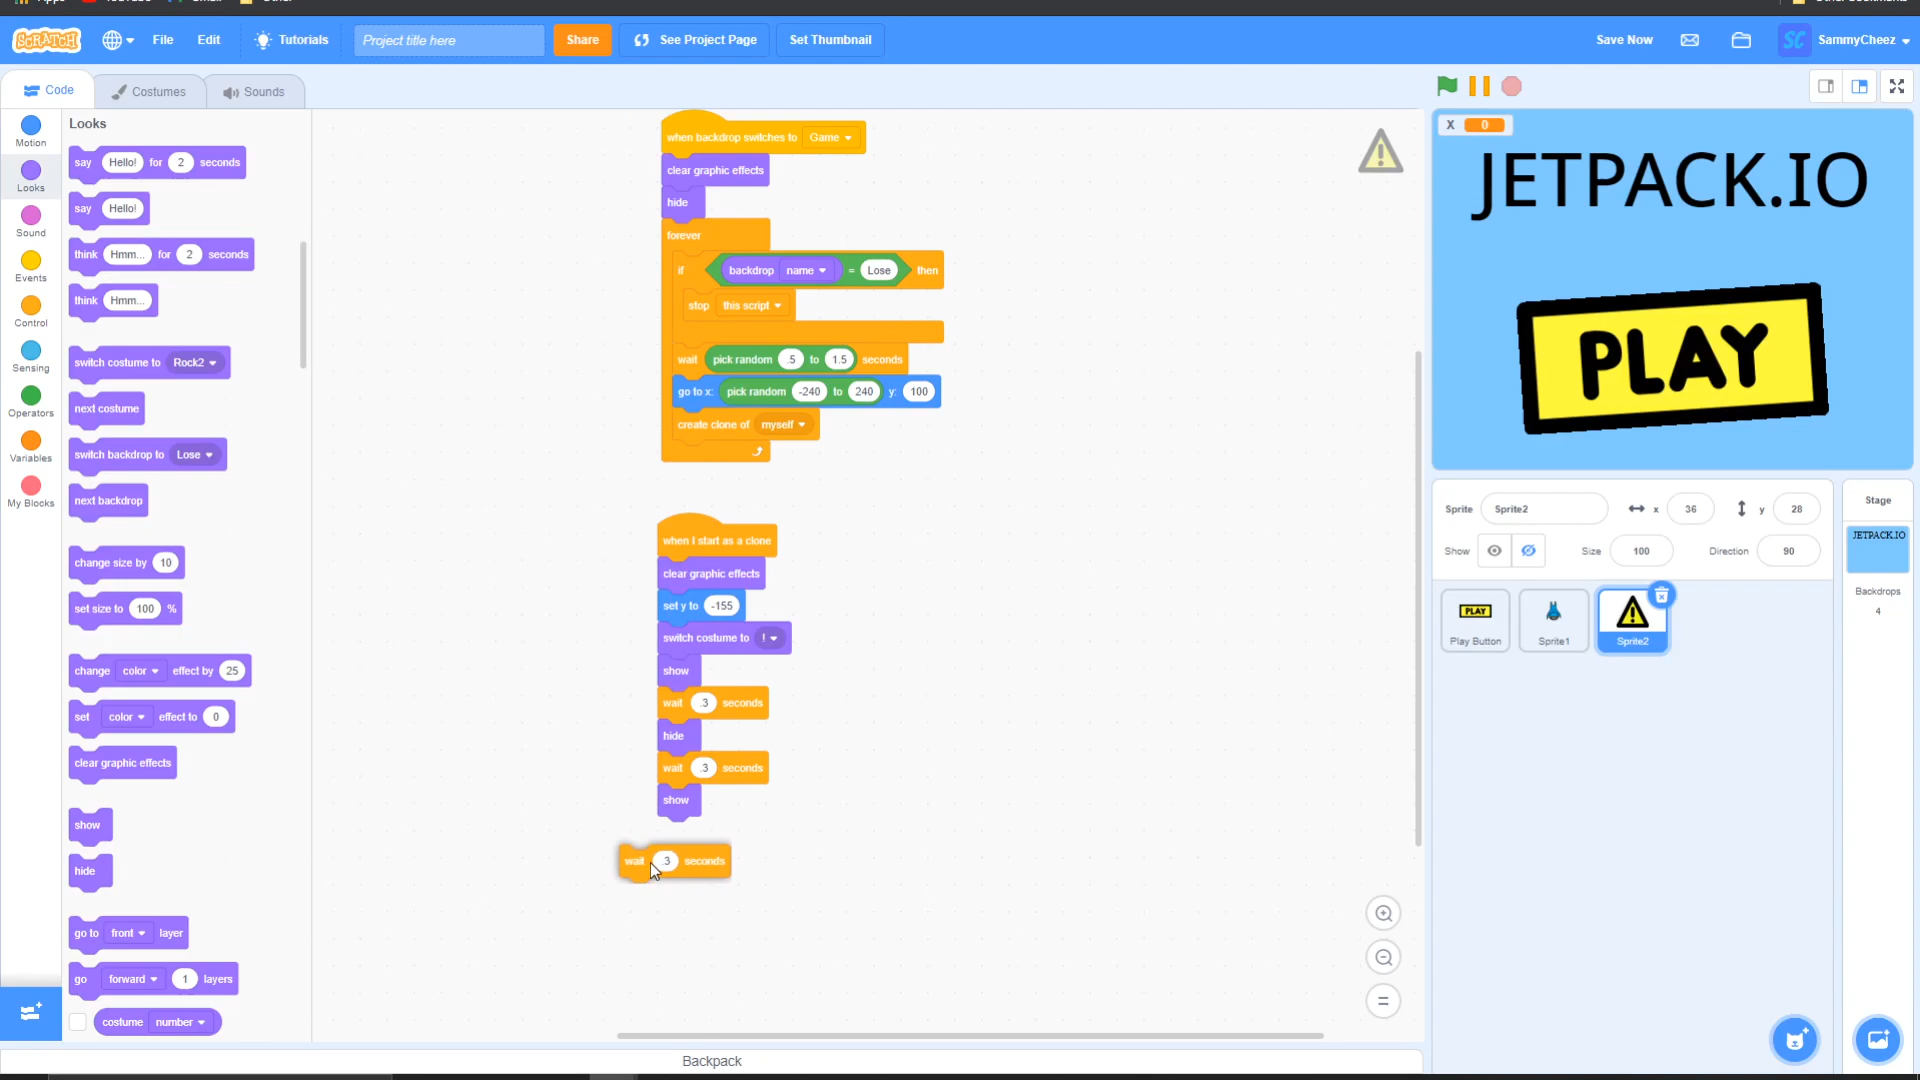 Apps YouTube Gmail Other Other Bookmarks
SCRATCH File Edit Tutorials Project title here Share See Project Page Set Thumbnail Save Now SC SammyCheez
Code Costumes Sounds
Motion
Looks
Sound
Events
Control
Sensing
Operators
Variables
My Blocks
Looks
say Hello! for 2 seconds
say Hello!
think Hmm... for 2 seconds
think Hmm...
switch costume to Rock2
next costume
switch backdrop to Lose
next backdrop
change size by 10
set size to 100 %
change color effect by 25
set color effect to 0
clear graphic effects
show
hide
go to front layer
go forward 1 layers
costume number
when backdrop switches to Game
clear graphic effects
hide
forever
if backdrop name = Lose then
stop this script
wait pick random .5 to 1.5 seconds
go to x: pick random -240 to 240 y: 100
create clone of myself
when I start as a clone
clear graphic effects
set y to -155
switch costume to !
show
wait .3 seconds
hide
wait .3 seconds
show
wait .3 seconds
Backpack
X 0
JETPACK.IO
PLAY
Sprite Sprite2 x 36 y 28
Show Size 100 Direction 90
PLAY
Play Button
Sprite1
Sprite2
Stage
JETPACK.IO
Backdrops
4